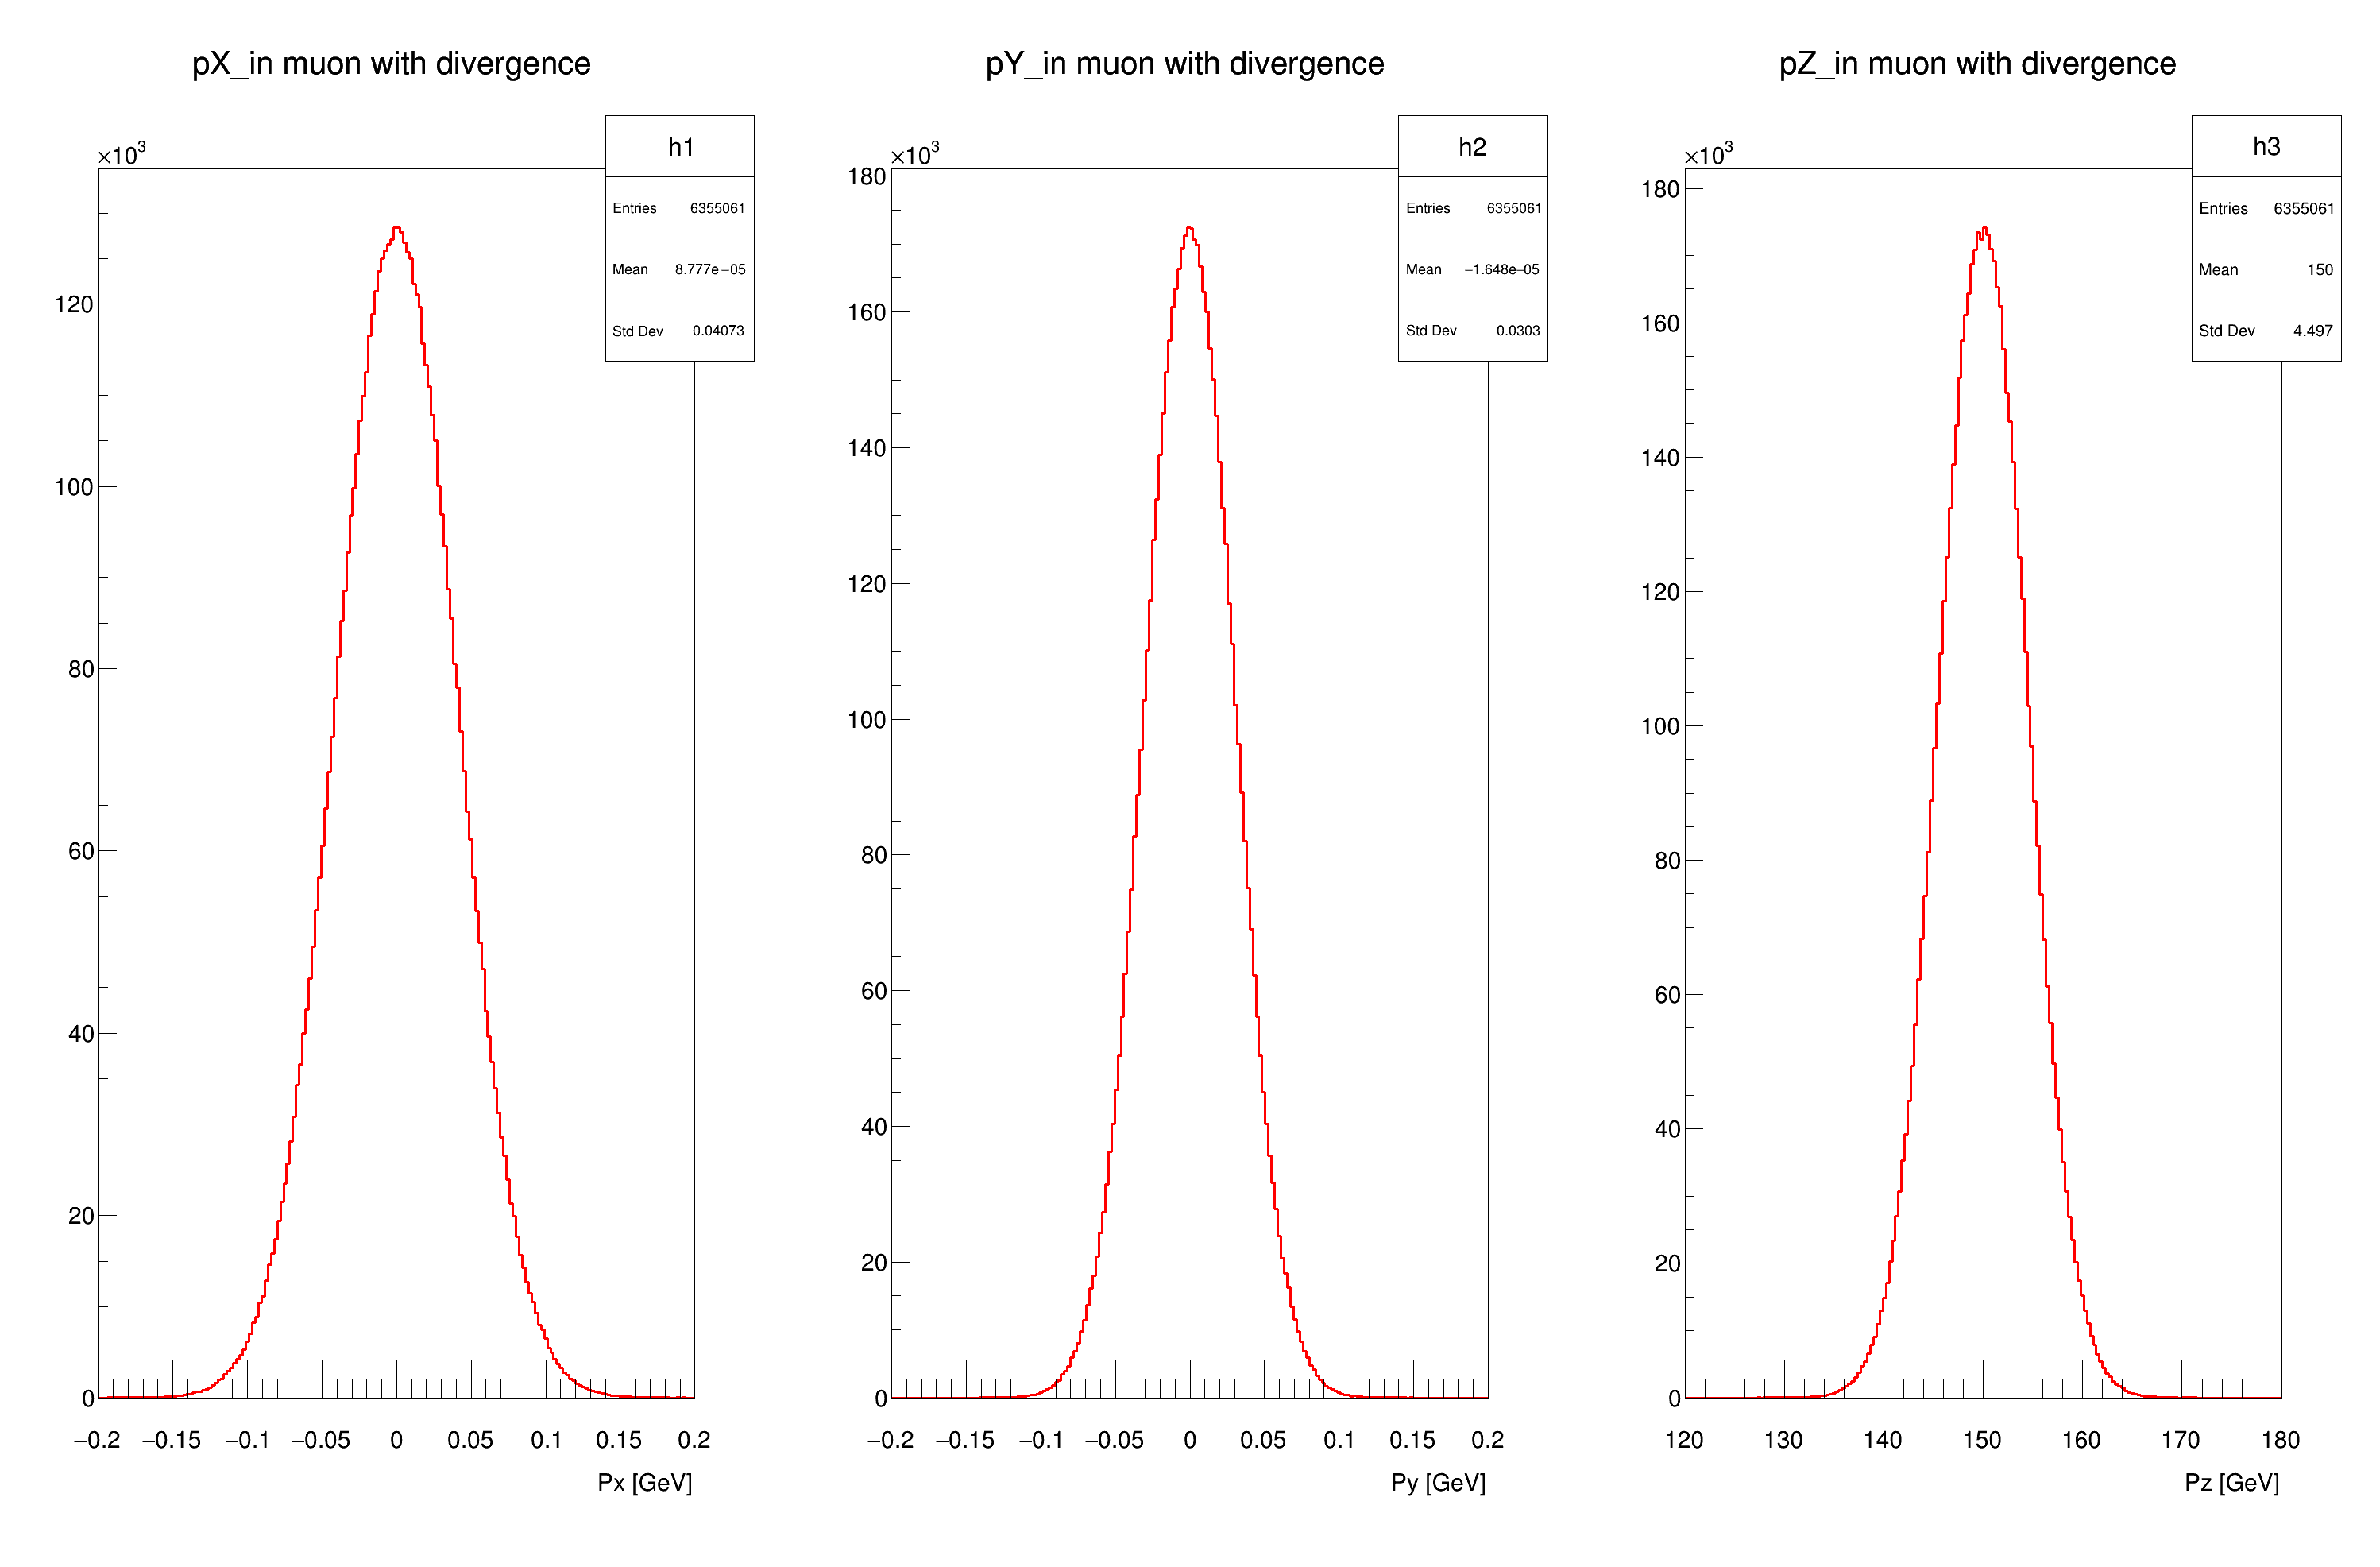 pX_in muon with divergence
h1
Entries 6355061
Mean 8.777e−05
Std Dev 0.04073
×10³
120
100
80
60
40
20
0
−0.2 −0.15 −0.1 −0.05 0 0.05 0.1 0.15 0.2
Px [GeV]
pY_in muon with divergence
h2
Entries 6355061
Mean −1.648e−05
Std Dev 0.0303
×10³
180
160
140
120
100
80
60
40
20
0
−0.2 −0.15 −0.1 −0.05 0 0.05 0.1 0.15 0.2
Py [GeV]
pZ_in muon with divergence
h3
Entries 6355061
Mean 150
Std Dev 4.497
×10³
180
160
140
120
100
80
60
40
20
0
120 130 140 150 160 170 180
Pz [GeV]